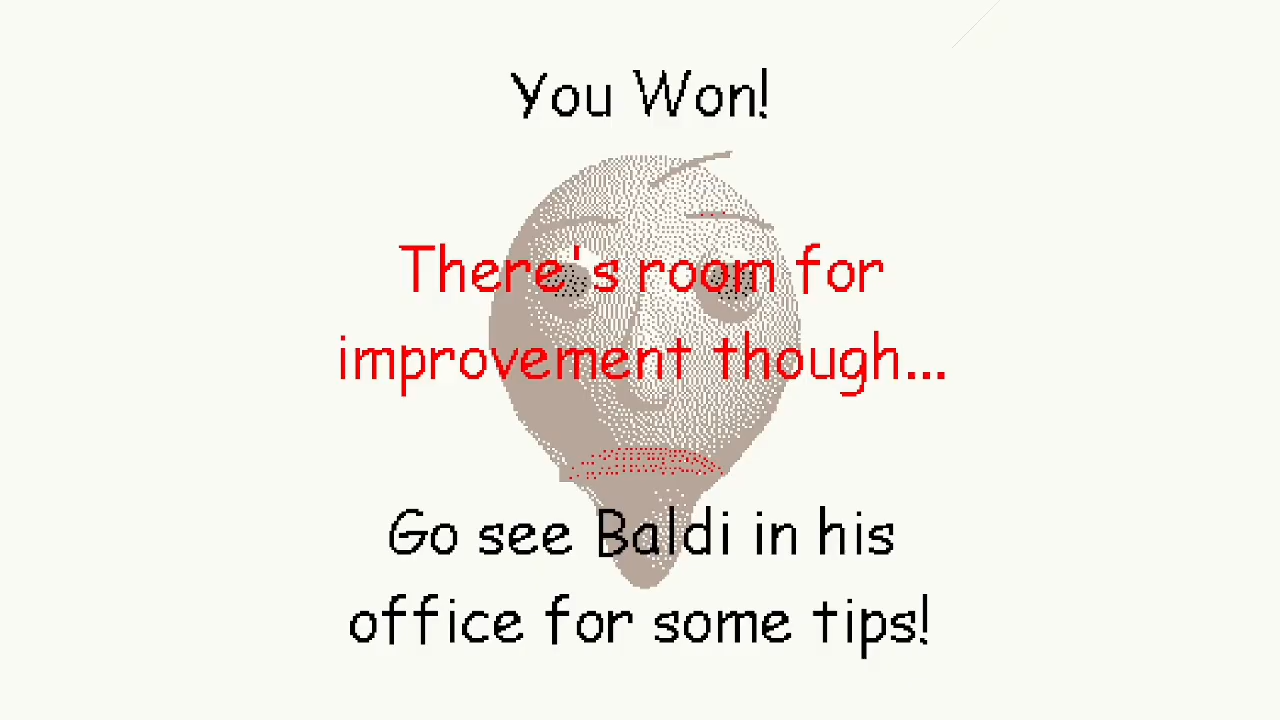 You Won!
There's room for
improvement though...
Go see Baldi in his
office for some tips!